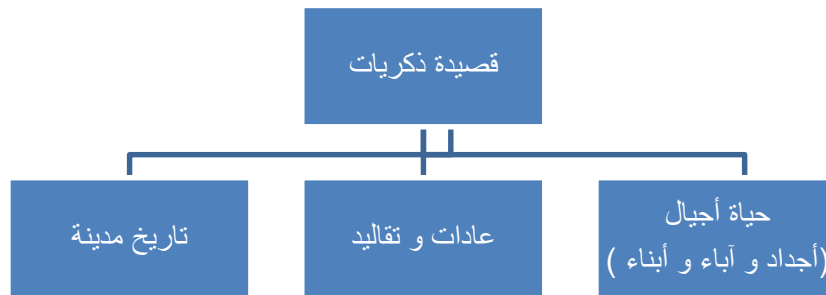 قصيدة ذكريات
حياة أجيال
(أجداد و آباء و أبناء )
عادات و تقاليد
تاريخ مدينة